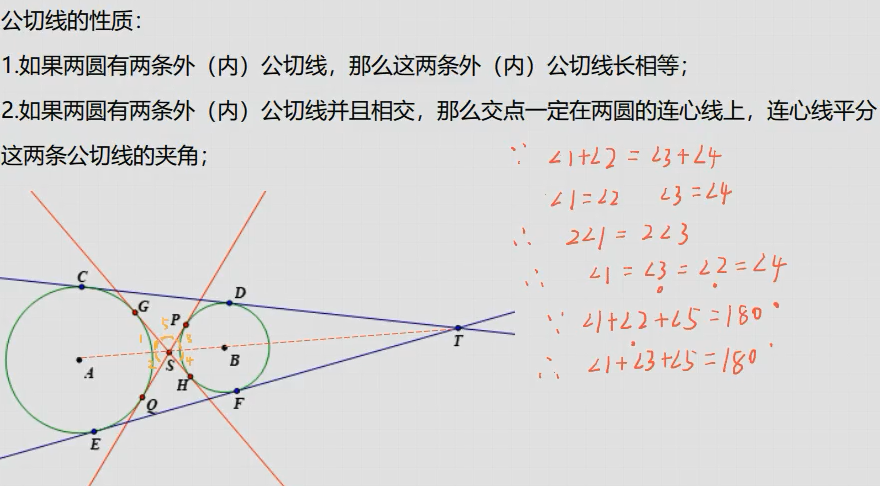 公切线的性质：
1.如果两圆有两条外（内）公切线，那么这两条外（内）公切线长相等；
2.如果两圆有两条外（内）公切线并且相交，那么交点一定在两圆的连心线上，连心线平分
这两条公切线的夹角；
∵ ∠1+∠2=∠3+∠4
∠1=∠2 ∠3=∠4
∴ 2∠1=2∠3
∴ ∠1=∠3=∠2=∠4
∵ ∠1+∠2+∠5=180°
∴ ∠1+∠3+∠5=180°
C
D
G
5
P
1
3
A
2
S
4
B
T
H
Q
F
E